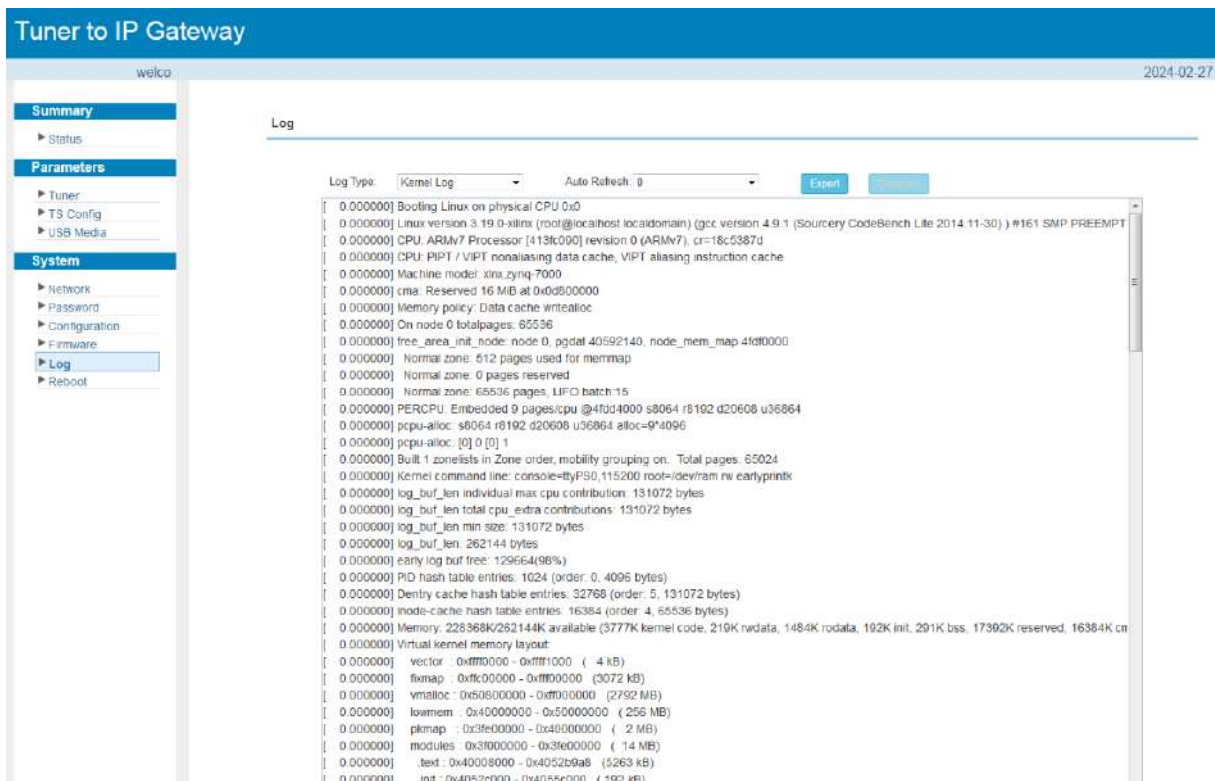 Tuner to IP Gateway
welco
2024-02-27
Summary
Status
Parameters
Tuner
TS Config
USB Media
System
Network
Password
Configuration
Firmware
Log
Reboot
Log
Log Type: Kernel Log Auto Refresh: 0 Export
[ 0.000000] Booting Linux on physical CPU 0x0
[ 0.000000] Linux version 3.19.0-xilinx (root@localhost.localdomain) (gcc version 4.9.1 (Sourcery CodeBench Lite 2014.11-30) ) #161 SMP PREEMPT
[ 0.000000] CPU: ARMv7 Processor [413fc090] revision 0 (ARMv7), cr=18c5387d
[ 0.000000] CPU: PIPT / VIPT nonaliasing data cache, VIPT aliasing instruction cache
[ 0.000000] Machine model: xlnx,zynq-7000
[ 0.000000] cma: Reserved 16 MiB at 0x0d800000
[ 0.000000] Memory policy: Data cache writealloc
[ 0.000000] On node 0 totalpages: 65536
[ 0.000000] free_area_init_node: node 0, pgdat 40592140, node_mem_map 4fdf0000
[ 0.000000] Normal zone: 512 pages used for memmap
[ 0.000000] Normal zone: 0 pages reserved
[ 0.000000] Normal zone: 65536 pages, LIFO batch:15
[ 0.000000] PERCPU: Embedded 9 pages/cpu @4fdd4000 s8064 r8192 d20608 u36864
[ 0.000000] pcpu-alloc: s8064 r8192 d20608 u36864 alloc=9*4096
[ 0.000000] pcpu-alloc: [0] 0 [0] 1
[ 0.000000] Built 1 zonelists in Zone order, mobility grouping on. Total pages: 65024
[ 0.000000] Kernel command line: console=ttyPS0,115200 root=/dev/ram rw earlyprintk
[ 0.000000] log_buf_len individual max cpu contribution: 131072 bytes
[ 0.000000] log_buf_len total cpu_extra contributions: 131072 bytes
[ 0.000000] log_buf_len min size: 131072 bytes
[ 0.000000] log_buf_len: 262144 bytes
[ 0.000000] early log buf free: 129664(98%)
[ 0.000000] PID hash table entries: 1024 (order: 0, 4096 bytes)
[ 0.000000] Dentry cache hash table entries: 32768 (order: 5, 131072 bytes)
[ 0.000000] Inode-cache hash table entries: 16384 (order: 4, 65536 bytes)
[ 0.000000] Memory: 228368K/262144K available (3777K kernel code, 219K rwdata, 1484K rodata, 192K init, 291K bss, 17392K reserved, 16384K cm
[ 0.000000] Virtual kernel memory layout:
[ 0.000000] vector : 0xffff0000 - 0xffff1000 ( 4 kB)
[ 0.000000] fixmap : 0xffc00000 - 0xfff00000 (3072 kB)
[ 0.000000] vmalloc : 0x50800000 - 0xff000000 (2792 MB)
[ 0.000000] lowmem : 0x40000000 - 0x50000000 ( 256 MB)
[ 0.000000] pkmap : 0x3fe00000 - 0x40000000 ( 2 MB)
[ 0.000000] modules : 0x3f000000 - 0x3fe00000 ( 14 MB)
[ 0.000000] .text : 0x40008000 - 0x4052b9a8 (5263 kB)
[ 0.000000] .init : 0x4052c000 - 0x4055c000 ( 192 kB)